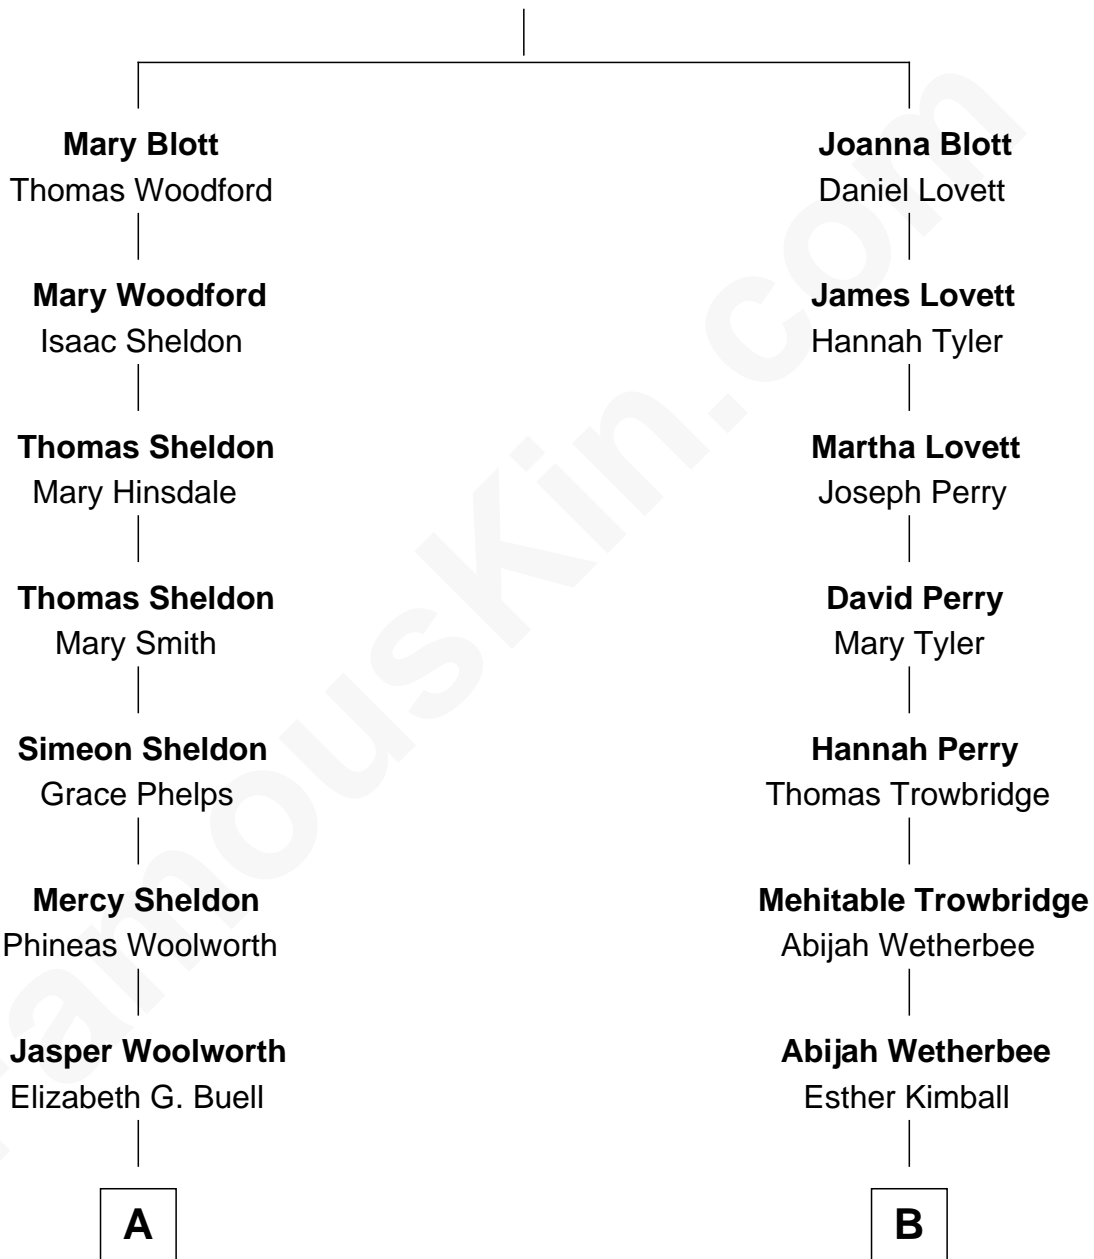 Mary Blott
Thomas Woodford
Joanna Blott
Daniel Lovett
Mary Woodford
Isaac Sheldon
James Lovett
Hannah Tyler
Thomas Sheldon
Mary Hinsdale
Martha Lovett
Joseph Perry
Thomas Sheldon
Mary Smith
David Perry
Mary Tyler
Simeon Sheldon
Grace Phelps
Hannah Perry
Thomas Trowbridge
Mercy Sheldon
Phineas Woolworth
Mehitable Trowbridge
Abijah Wetherbee
Jasper Woolworth
Elizabeth G. Buell
Abijah Wetherbee
Esther Kimball
A
B
FamousKin.com